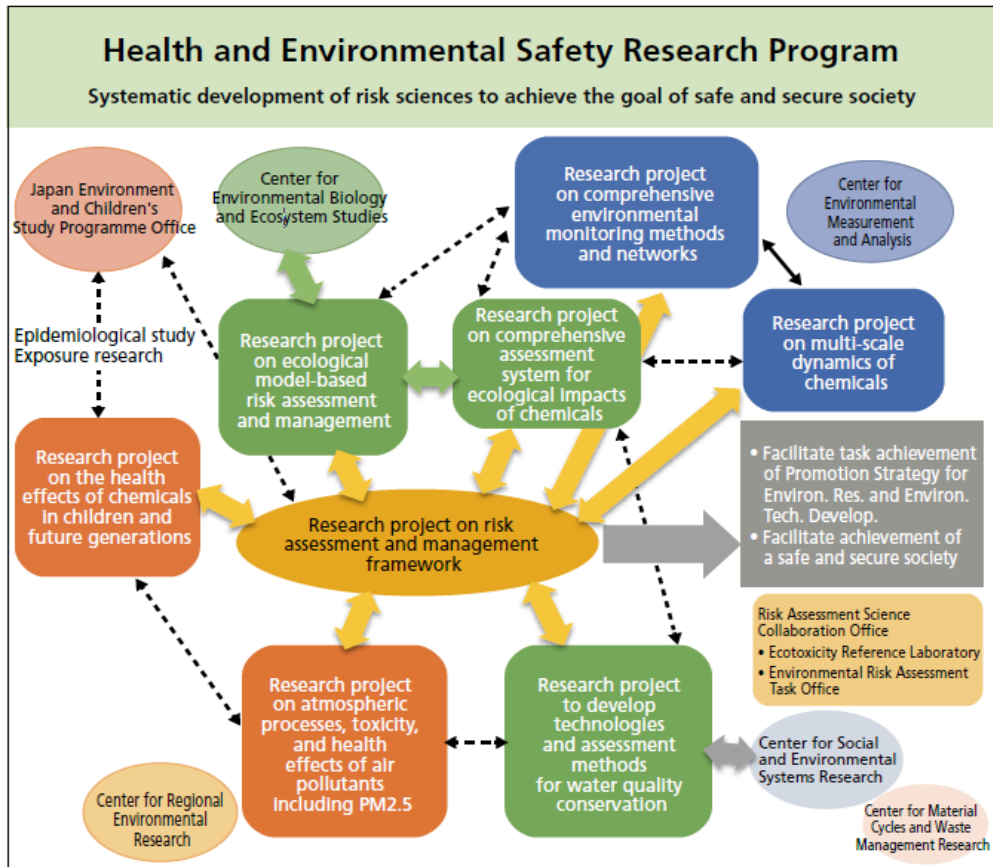 Health and Environmental Safety Research Program
Systematic development of risk sciences to achieve the goal of safe and secure society
Japan Environment
and Children's
Study Programme Office
Center for
Environmental Biology
and Ecosystem Studies
Research project
on comprehensive
environmental
monitoring methods
and networks
Center for
Environmental
Measurement
and Analysis
Epidemiological study
Exposure research
Research project
on ecological
model-based
risk assessment
and management
Research project
on comprehensive
assessment
system for
ecological impacts
of chemicals
Research project
on multi-scale
dynamics of
chemicals
Research project
on the health
effects of chemicals
in children and
future generations
Research project on risk
assessment and management
framework
• Facilitate task achievement
of Promotion Strategy for
Environ. Res. and Environ.
Tech. Develop.
• Facilitate achievement of
a safe and secure society
Risk Assessment Science
Collaboration Office
• Ecotoxicity Reference Laboratory
• Environmental Risk Assessment
Task Office
Research project
on atmospheric
processes, toxicity,
and health
effects of air
pollutants
including PM2.5
Research project
to develop
technologies
and assessment
methods
for water quality
conservation
Center for Social
and Environmental
Systems Research
Center for Regional
Environmental
Research
Center for Material
Cycles and Waste
Management Research